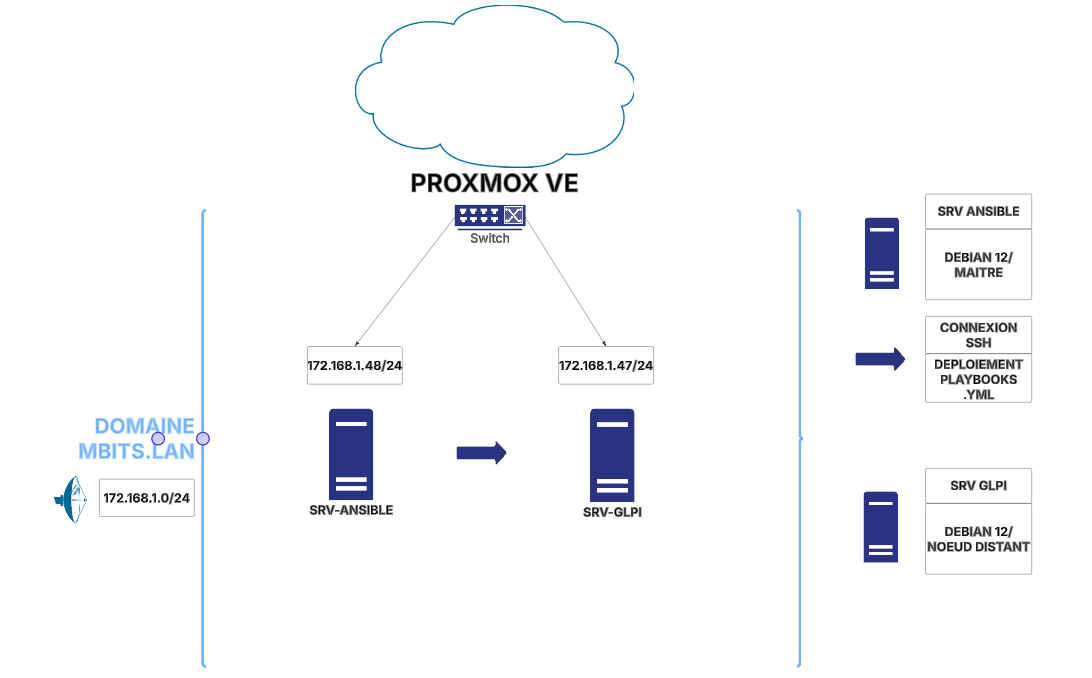 PROXMOX VE
Switch
172.168.1.48/24
172.168.1.47/24
SRV-ANSIBLE
SRV-GLPI
DOMAINE
MBITS.LAN
172.168.1.0/24
SRV ANSIBLE
DEBIAN 12/
MAITRE
CONNEXION
SSH
DEPLOIEMENT
PLAYBOOKS
.YML
SRV GLPI
DEBIAN 12/
NOEUD DISTANT